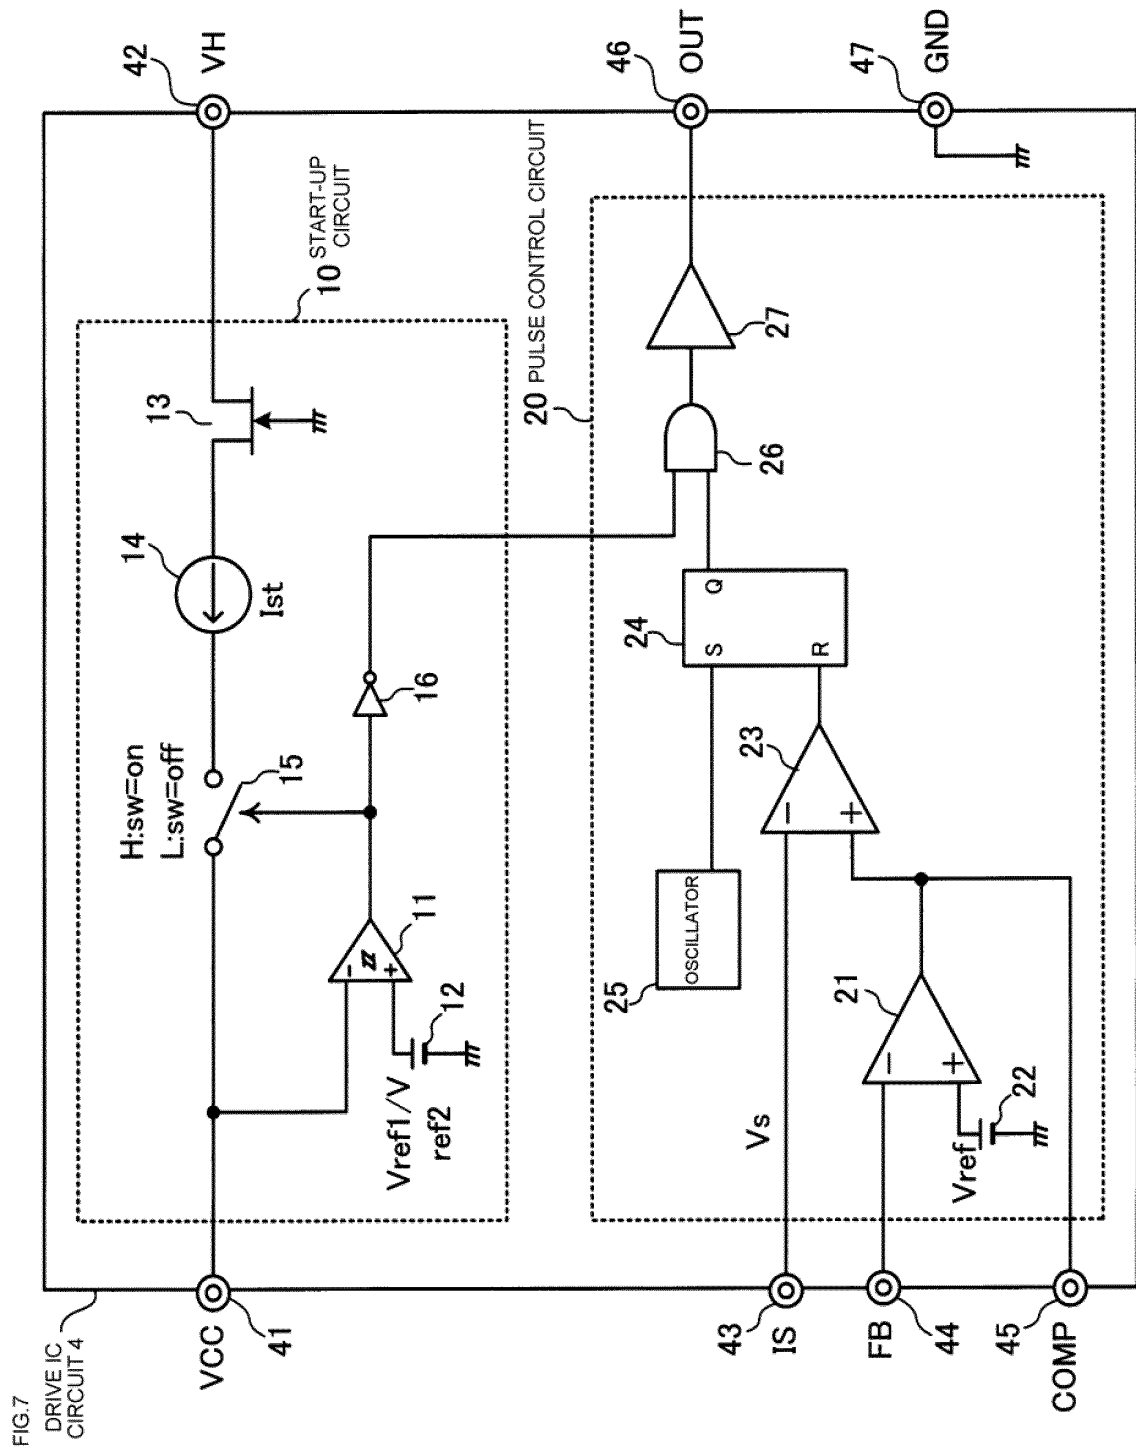 FIG.7
DRIVE IC
CIRCUIT 4
VCC
41
42
VH
10 START-UP
CIRCUIT
H:sw=on
L:sw=off
15
14
Ist
13
16
11
-
+
Vref1/V
ref2
12
20 PULSE CONTROL CIRCUIT
46
OUT
47
GND
27
26
24
S
Q
R
25
OSCILLATOR
23
-
+
Vs
21
-
+
Vref
22
43
IS
FB
44
45
COMP